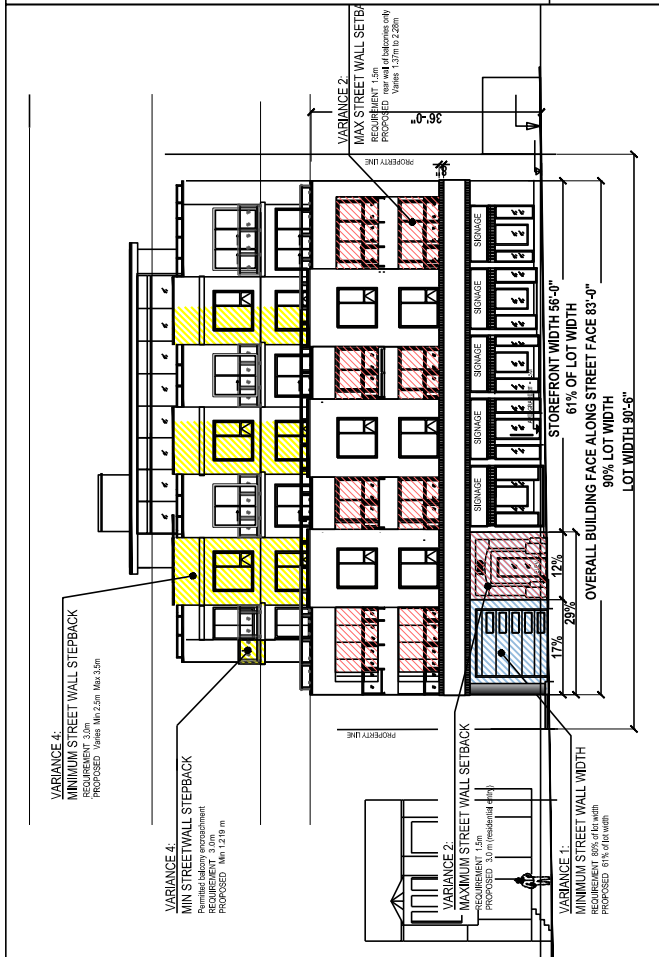 VARIANCE 4:
MINIMUM STREET WALL STEPBACK
REQUIREMENT 3.0m
PROPOSED Varies Min 2.5m Max 3.5m
VARIANCE 4:
MIN STREETWALL STEPBACK
Permitted balcony encroachment
REQUIREMENT 3.0m
PROPOSED Min 1.219 m
VARIANCE 2:
MAX STREET WALL SETBA
REQUIREMENT 1.5m
PROPOSED rear wall of balconies only
Varies 1.37m to 2.28m
36'-0"
PROPERTY LINE
PROPERTY LINE
SIGNAGE
SIGNAGE
SIGNAGE
SIGNAGE
SIGNAGE
STOREFRONT WIDTH 56'-0"
61% OF LOT WIDTH
12%
17%
29%
OVERALL BUILDING FACE ALONG STREET FACE 83'-0"
90% LOT WIDTH
LOT WIDTH 90'-6"
VARIANCE 2:
MAXIMUM STREET WALL SETBACK
REQUIREMENT 1.5m
PROPOSED 3.0 m (residential entry)
VARIANCE 1:
MINIMUM STREET WALL WIDTH
REQUIREMENT 80% of lot width
PROPOSED 61% of lot width